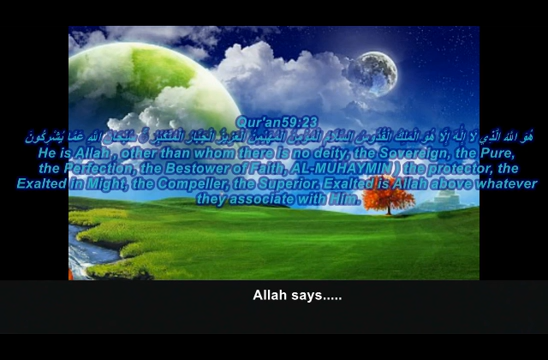 Qur'an59:23
هُوَ اللَّهُ الَّذِي لَا إِلَٰهَ إِلَّا هُوَ الْمَلِكُ الْقُدُّوسُ السَّلَامُ الْمُؤْمِنُ الْمُهَيْمِنُ الْعَزِيزُ الْجَبَّارُ الْمُتَكَبِّرُ ۚ سُبْحَانَ اللَّهِ عَمَّا يُشْرِكُونَ
He is Allah , other than whom there is no deity, the Sovereign, the Pure,
the Perfection, the Bestower of Faith, AL-MUHAYMIN ) the protector, the
Exalted in Might, the Compeller, the Superior. Exalted is Allah above whatever
they associate with Him.
Allah says.....